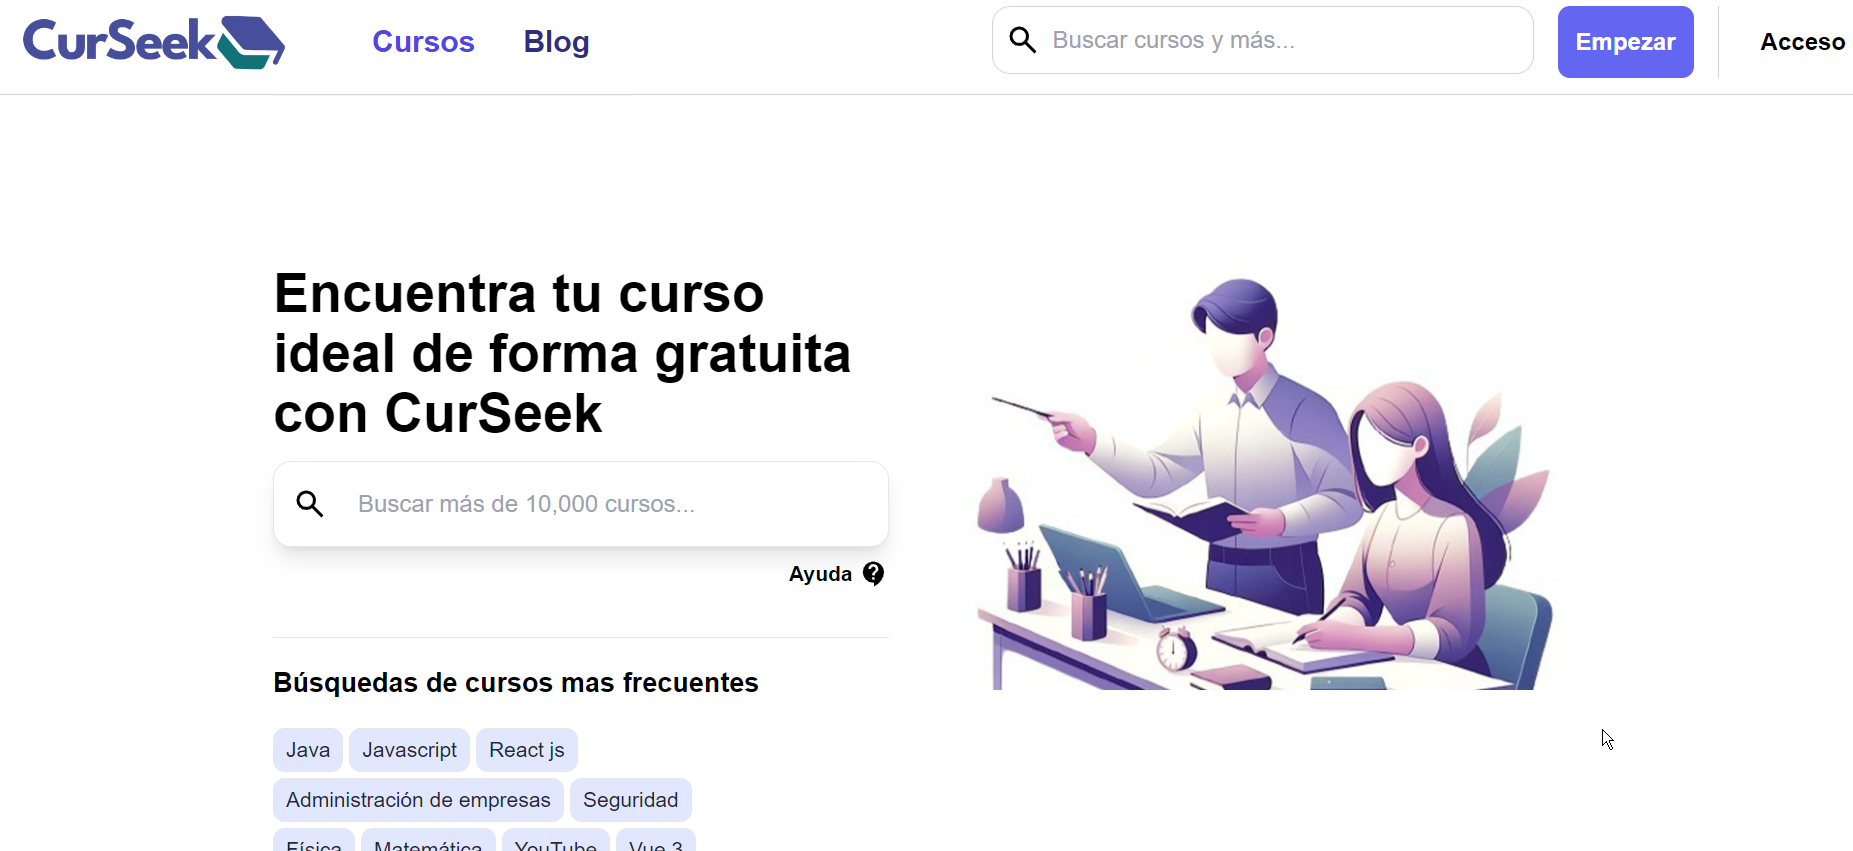 CurSeek
Cursos
Blog
Buscar cursos y más...
Empezar
Acceso
Encuentra tu curso
ideal de forma gratuita
con CurSeek
Buscar más de 10,000 cursos...
Ayuda
Búsquedas de cursos mas frecuentes
Java Javascript React js
Administración de empresas Seguridad
Física Matemática YouTube Vue 3